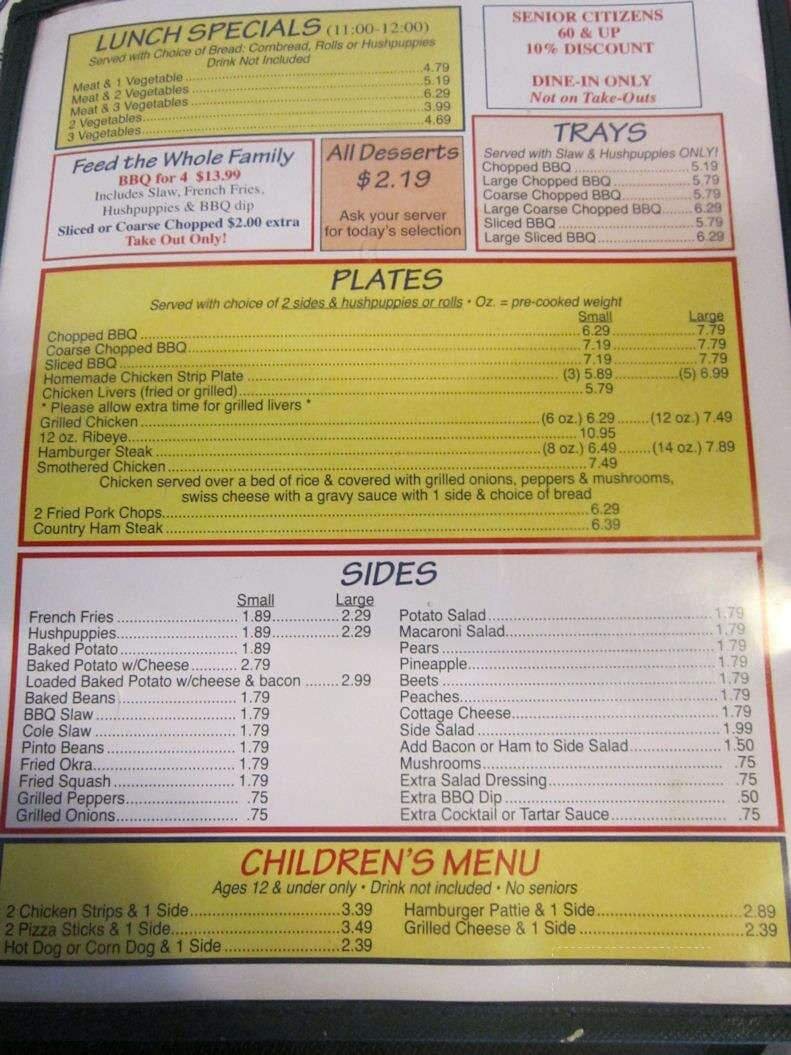 LUNCH SPECIALS (11:00-12:00)
Served with Choice of Bread: Cornbread, Rolls or Hushpuppies
Drink Not Included
Meat & 1 Vegetable 4.79
Meat & 2 Vegetables 5.19
Meat & 3 Vegetables 6.29
2 Vegetables 3.99
3 Vegetables 4.69
SENIOR CITIZENS
60 & UP
10% DISCOUNT
DINE-IN ONLY
Not on Take-Outs
Feed the Whole Family
BBQ for 4 $13.99
Includes Slaw, French Fries,
Hushpuppies & BBQ dip
Sliced or Coarse Chopped $2.00 extra
Take Out Only!
All Desserts
$2.19
Ask your server
for today's selection
TRAYS
Served with Slaw & Hushpuppies ONLY!
Chopped BBQ 5.19
Large Chopped BBQ 5.79
Coarse Chopped BBQ 5.79
Large Coarse Chopped BBQ 6.29
Sliced BBQ 5.79
Large Sliced BBQ 6.29
PLATES
Served with choice of 2 sides & hushpuppies or rolls • Oz. = pre-cooked weight
Small Large
Chopped BBQ 6.29 7.79
Coarse Chopped BBQ 7.19 7.79
Sliced BBQ 7.19 7.79
Homemade Chicken Strip Plate (3) 5.89 (5) 6.99
Chicken Livers (fried or grilled) 5.79
* Please allow extra time for grilled livers *
Grilled Chicken (6 oz.) 6.29 (12 oz.) 7.49
12 oz. Ribeye 10.95
Hamburger Steak (8 oz.) 6.49 (14 oz.) 7.89
Smothered Chicken 7.49
Chicken served over a bed of rice & covered with grilled onions, peppers & mushrooms,
swiss cheese with a gravy sauce with 1 side & choice of bread
2 Fried Pork Chops 6.29
Country Ham Steak 6.39
SIDES
Small Large
French Fries 1.89 2.29
Hushpuppies 1.89 2.29
Baked Potato 1.89
Baked Potato w/Cheese 2.79
Loaded Baked Potato w/cheese & bacon 2.99
Baked Beans 1.79
BBQ Slaw 1.79
Cole Slaw 1.79
Pinto Beans 1.79
Fried Okra 1.79
Fried Squash 1.79
Grilled Peppers .75
Grilled Onions .75
Potato Salad 1.79
Macaroni Salad 1.79
Pears 1.79
Pineapple 1.79
Beets 1.79
Peaches 1.79
Cottage Cheese 1.79
Side Salad 1.99
Add Bacon or Ham to Side Salad 1.50
Mushrooms .75
Extra Salad Dressing .75
Extra BBQ Dip .50
Extra Cocktail or Tartar Sauce .75
CHILDREN'S MENU
Ages 12 & under only • Drink not included • No seniors
2 Chicken Strips & 1 Side 3.39
2 Pizza Sticks & 1 Side 3.49
Hot Dog or Corn Dog & 1 Side 2.39
Hamburger Pattie & 1 Side 2.89
Grilled Cheese & 1 Side 2.39